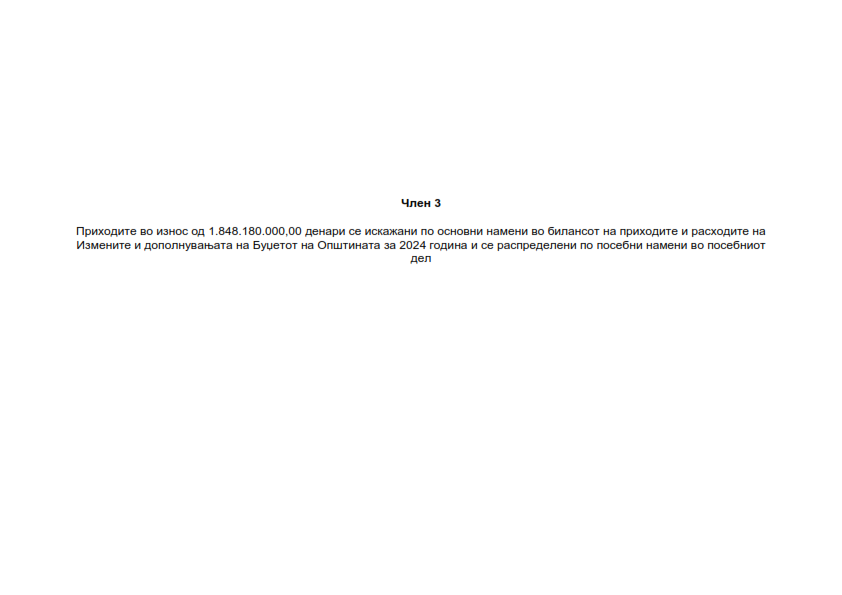 Член 3
Приходите во износ од 1.848.180.000,00 денари се искажани по основни намени во билансот на приходите и расходите на
Измените и дополнувањата на Буџетот на Општината за 2024 година и се распределени по посебни намени во посебниот
дел